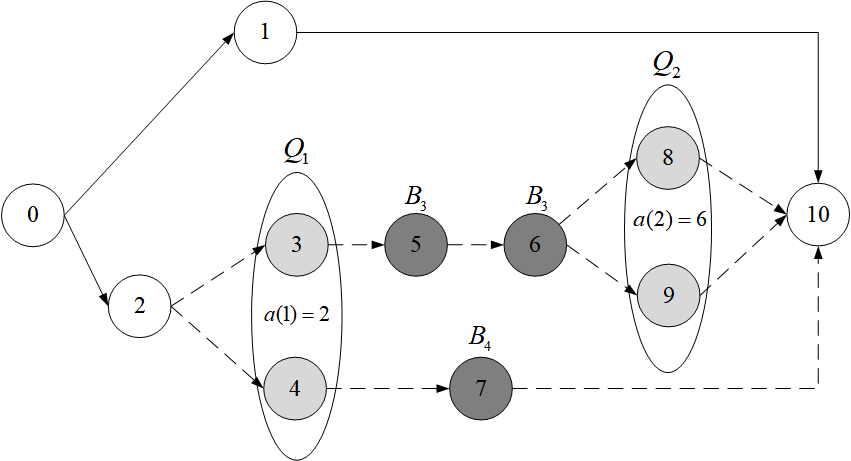 1
Q₂
8
Q₁
B₃
B₃
0
10
a(2) = 6
3
5
6
2
9
a(1) = 2
B₄
4
7